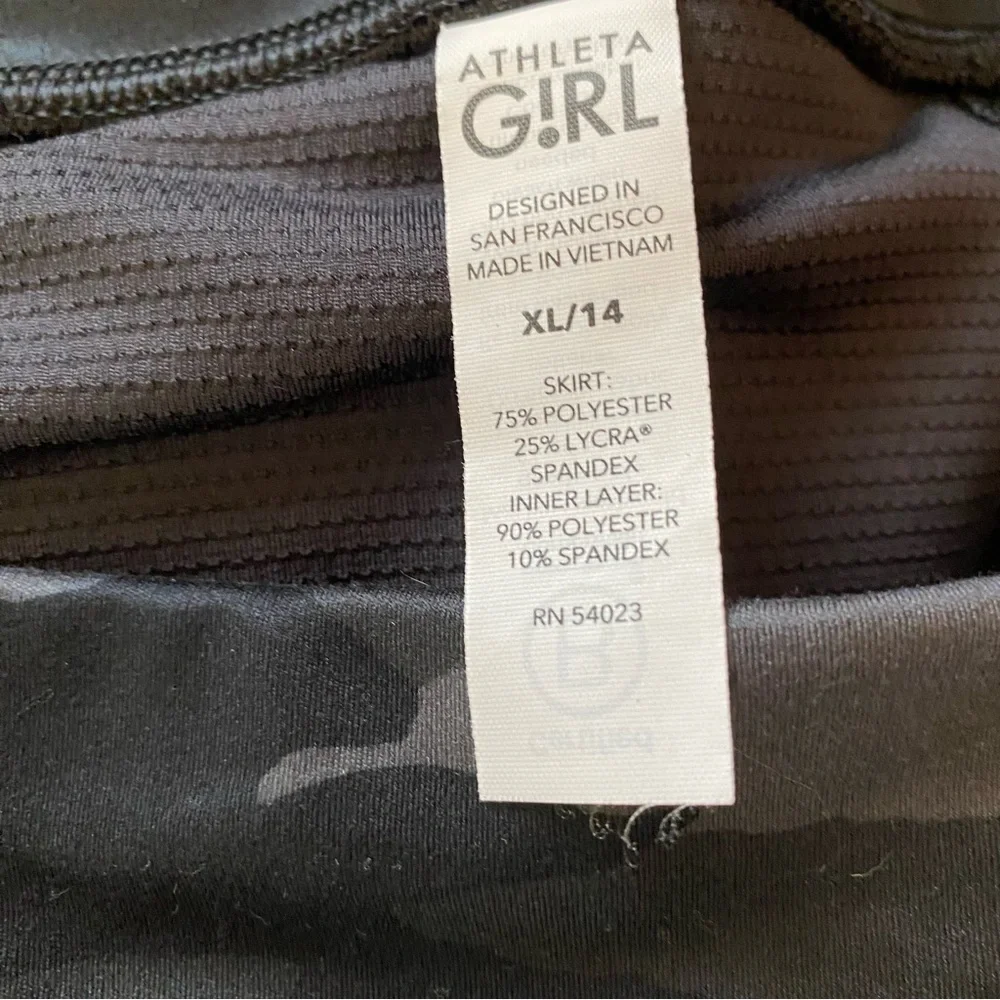 ATHLETA
G!RL
DESIGNED IN
SAN FRANCISCO
MADE IN VIETNAM
XL/14
SKIRT:
75% POLYESTER
25% LYCRA®
SPANDEX
INNER LAYER:
90% POLYESTER
10% SPANDEX
RN 54023